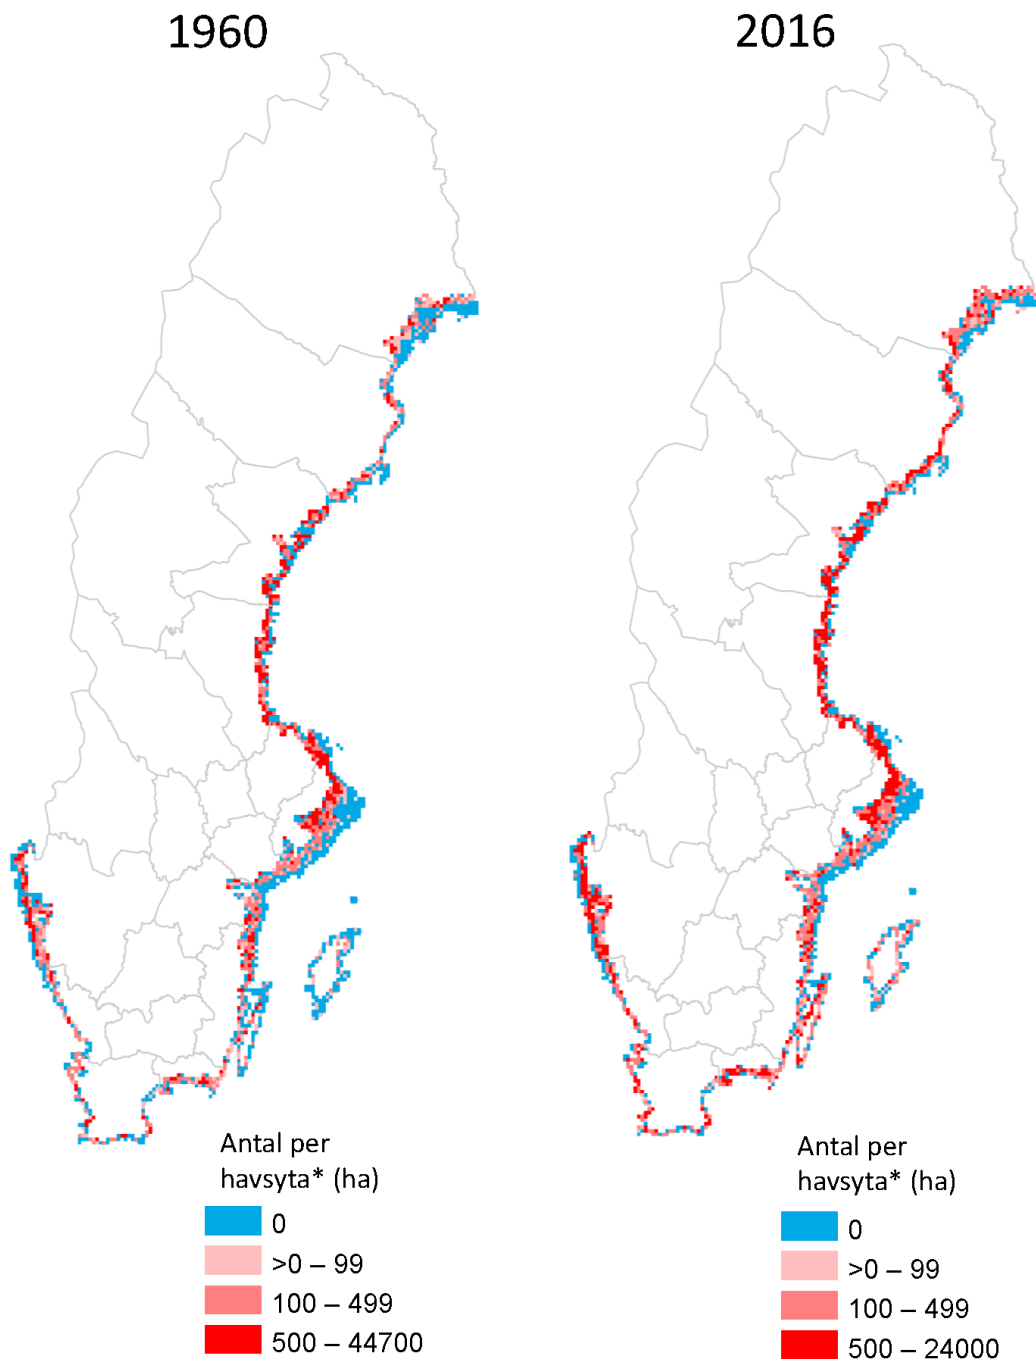 1960
2016
Antal per
havsyta* (ha)
0
>0 – 99
100 – 499
500 – 44700
Antal per
havsyta* (ha)
0
>0 – 99
100 – 499
500 – 24000